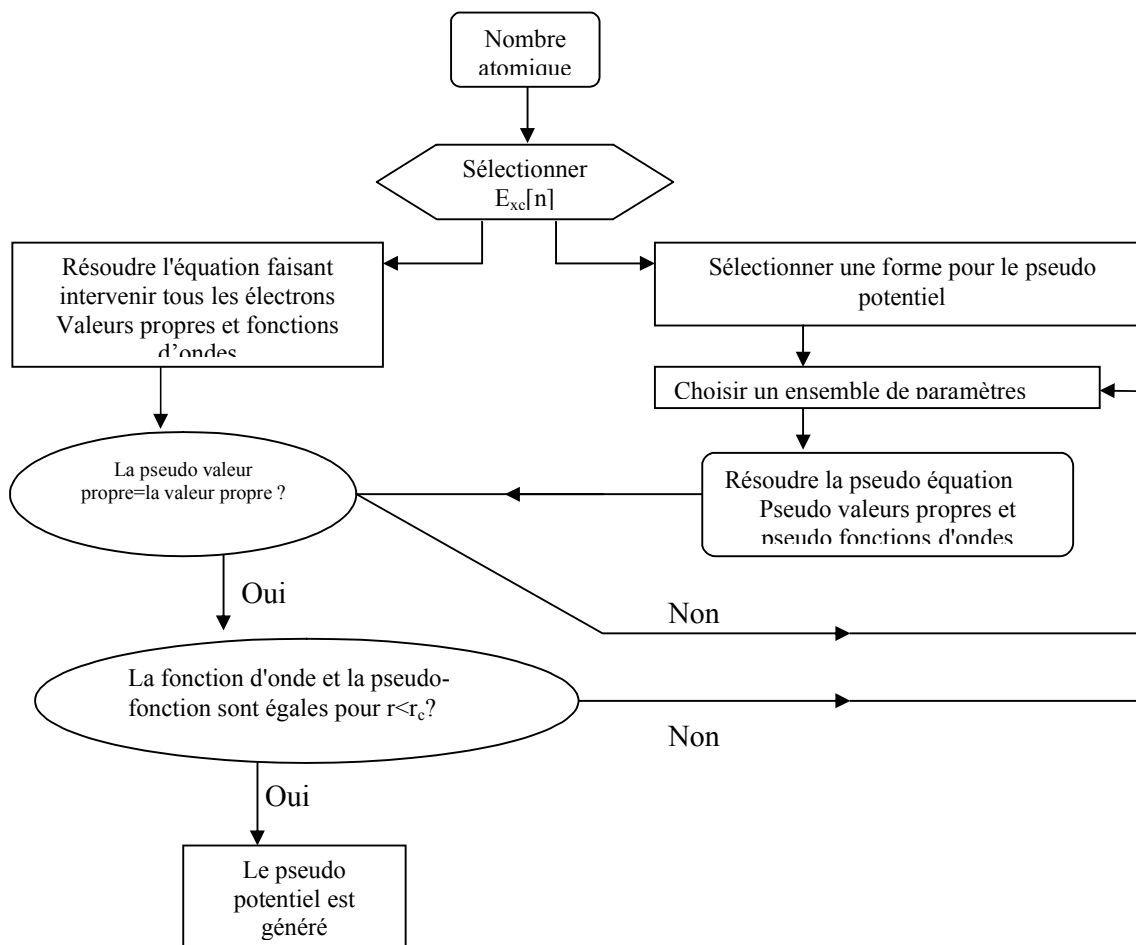 Nombre
atomique
Sélectionner
Exc[n]
Résoudre l'équation faisant
intervenir tous les électrons
Valeurs propres et fonctions
d'ondes
Sélectionner une forme pour le pseudo
potentiel
Choisir un ensemble de paramètres
La pseudo valeur
propre=la valeur propre ?
Résoudre la pseudo équation
Pseudo valeurs propres et
pseudo fonctions d'ondes
Oui
Non
La fonction d'onde et la pseudo-
fonction sont égales pour r<rc?
Non
Oui
Le pseudo
potentiel est
généré